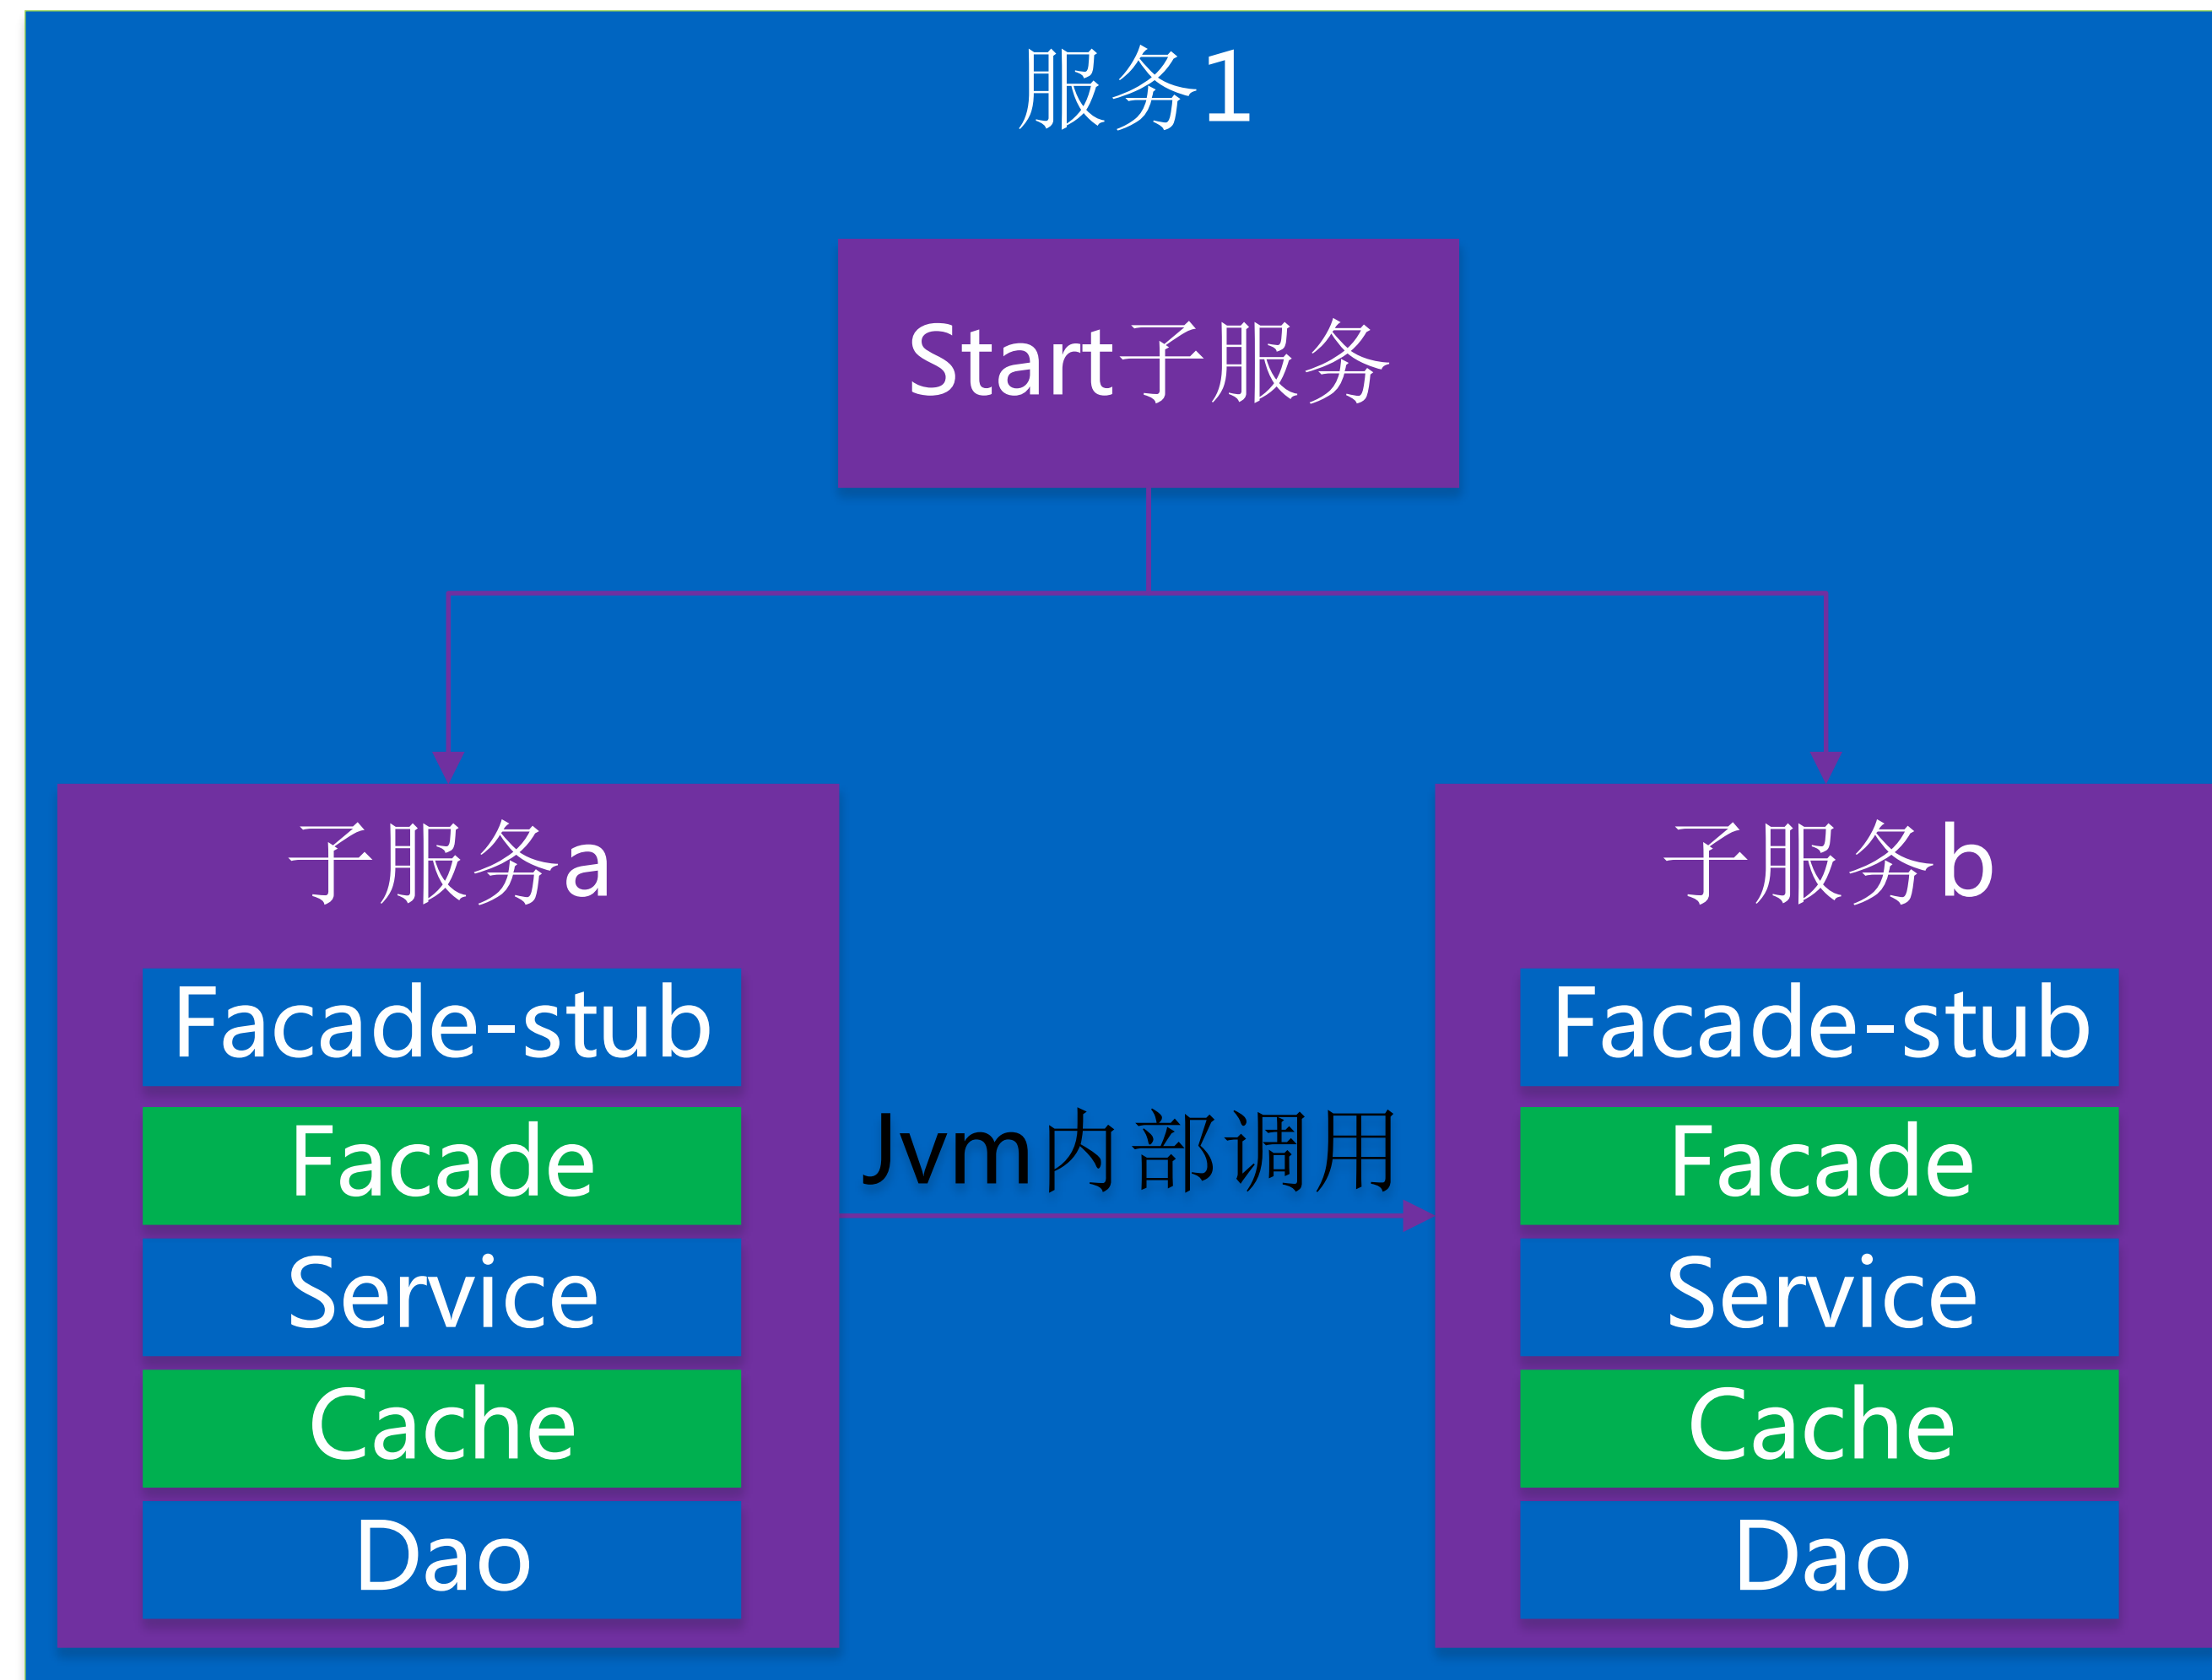 服务1
Start子服务
子服务a
Facade-stub
Facade
Service
Cache
Dao
Jvm内部调用
子服务b
Facade-stub
Facade
Service
Cache
Dao